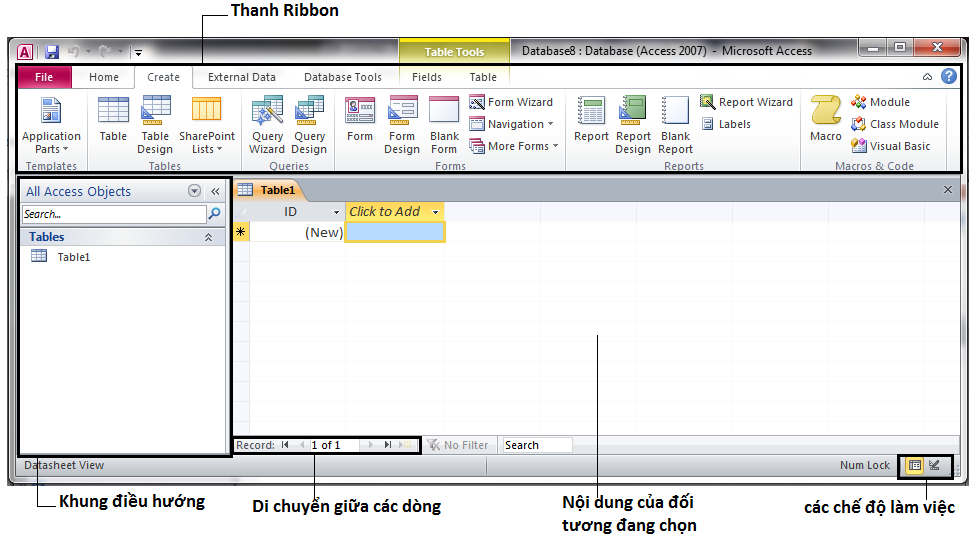 Thanh Ribbon
Table Tools
Database8 : Database (Access 2007) - Microsoft Access
File Home Create External Data Database Tools Fields Table
Application Parts
Table
Table Design
SharePoint Lists
Query Wizard
Query Design
Form
Form Design
Blank Form
Form Wizard
Navigation
More Forms
Report
Report Design
Blank Report
Report Wizard
Labels
Macro
Module
Class Module
Visual Basic
Templates Tables Queries Forms Reports Macros & Code
All Access Objects
Search...
Tables
Table1
Table1
ID Click to Add
(New)
Record: 1 of 1 No Filter Search
Datasheet View Num Lock
Khung điều hướng
Di chuyển giữa các dòng
Nội dung của đối
tương đang chọn
các chế độ làm việc